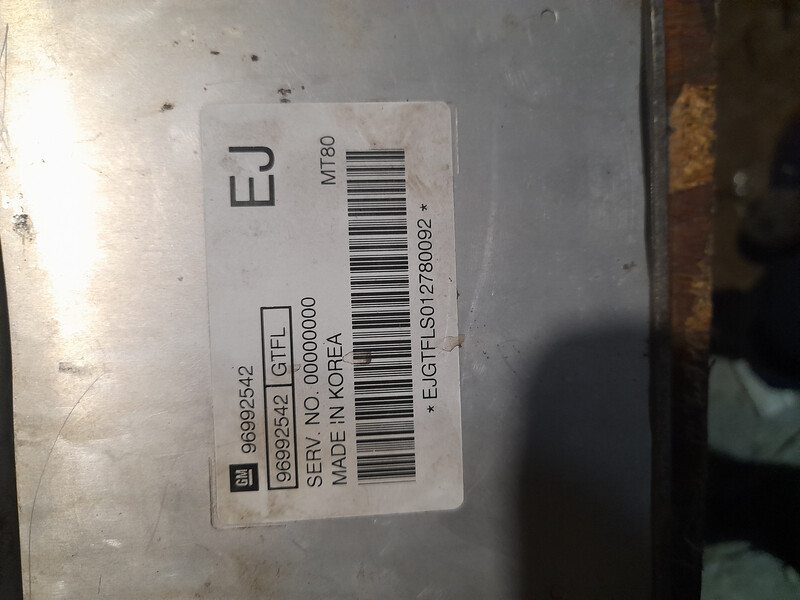 GM 96992542
EJ
96992542 GTFL
SERV. NO. 00000000
MADE IN KOREA
MT80
* EJGTFLS012780092 *